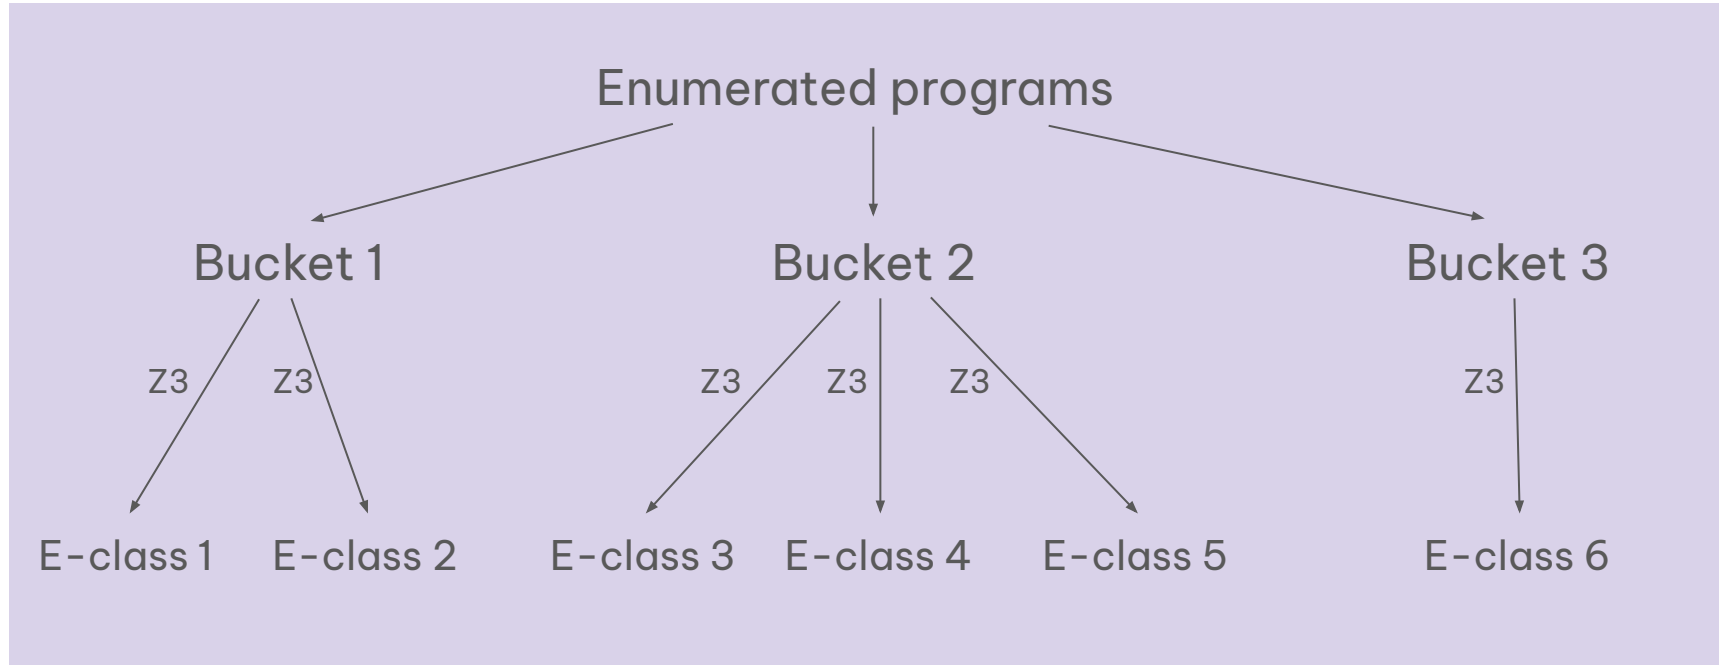 Enumerated programs
Bucket 1
Bucket 2
Bucket 3
Z3
Z3
Z3
Z3
Z3
Z3
E-class 1
E-class 2
E-class 3
E-class 4
E-class 5
E-class 6